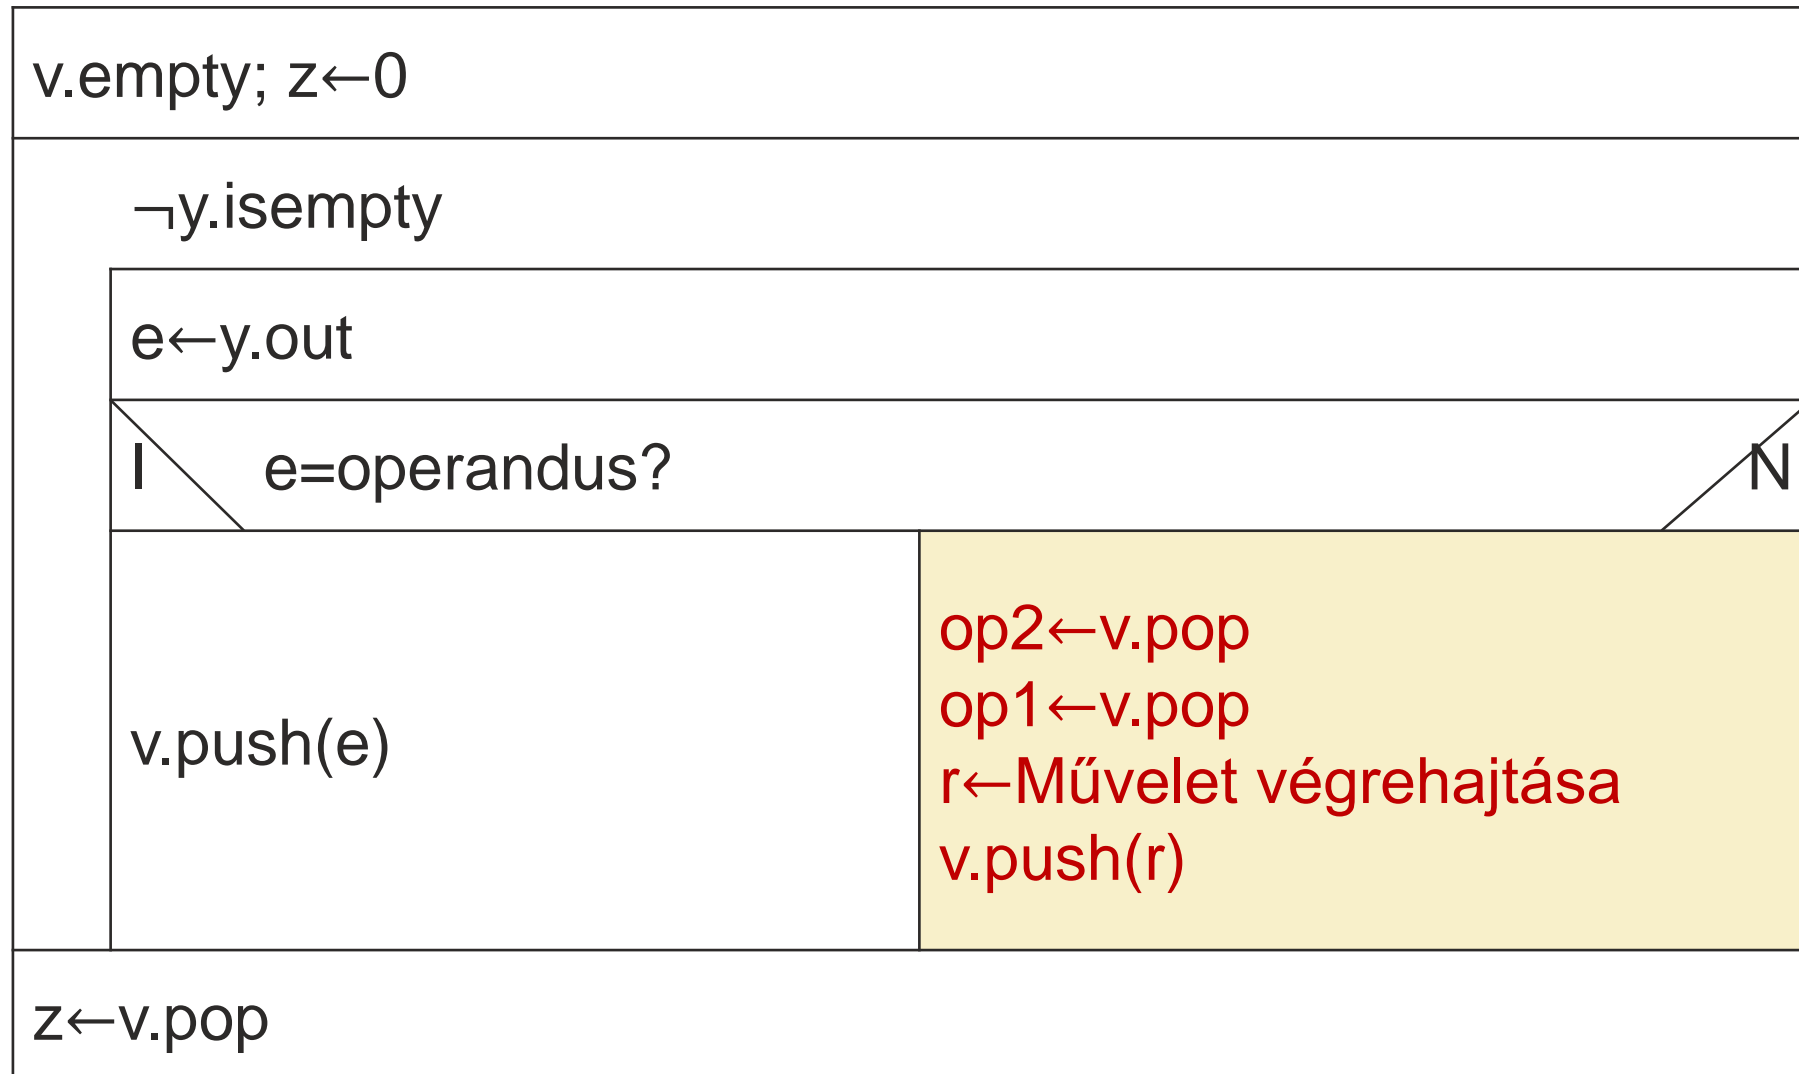 v.empty; z←0
¬y.isempty
e←y.out
I e=operandus? N
v.push(e)
op2←v.pop
op1←v.pop
r←Művelet végrehajtása
v.push(r)
z←v.pop